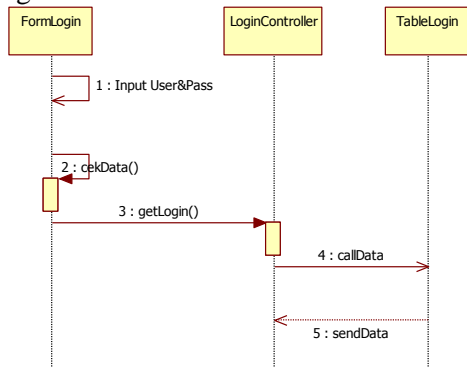 FormLogin
LoginController
TableLogin
1 : Input User&Pass
2 : cekData()
3 : getLogin()
4 : callData
5 : sendData